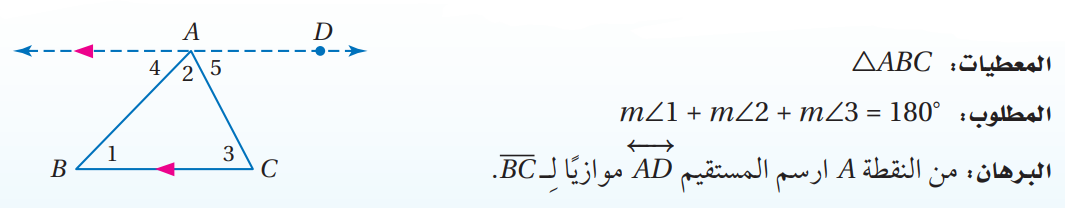 المعطيات: △ABC
المطلوب: m∠1 + m∠2 + m∠3 = 180°
البرهان: من النقطة A ارسم المستقيم AD موازيًا لِـ BC.
A D
4 2 5
B 1 3 C